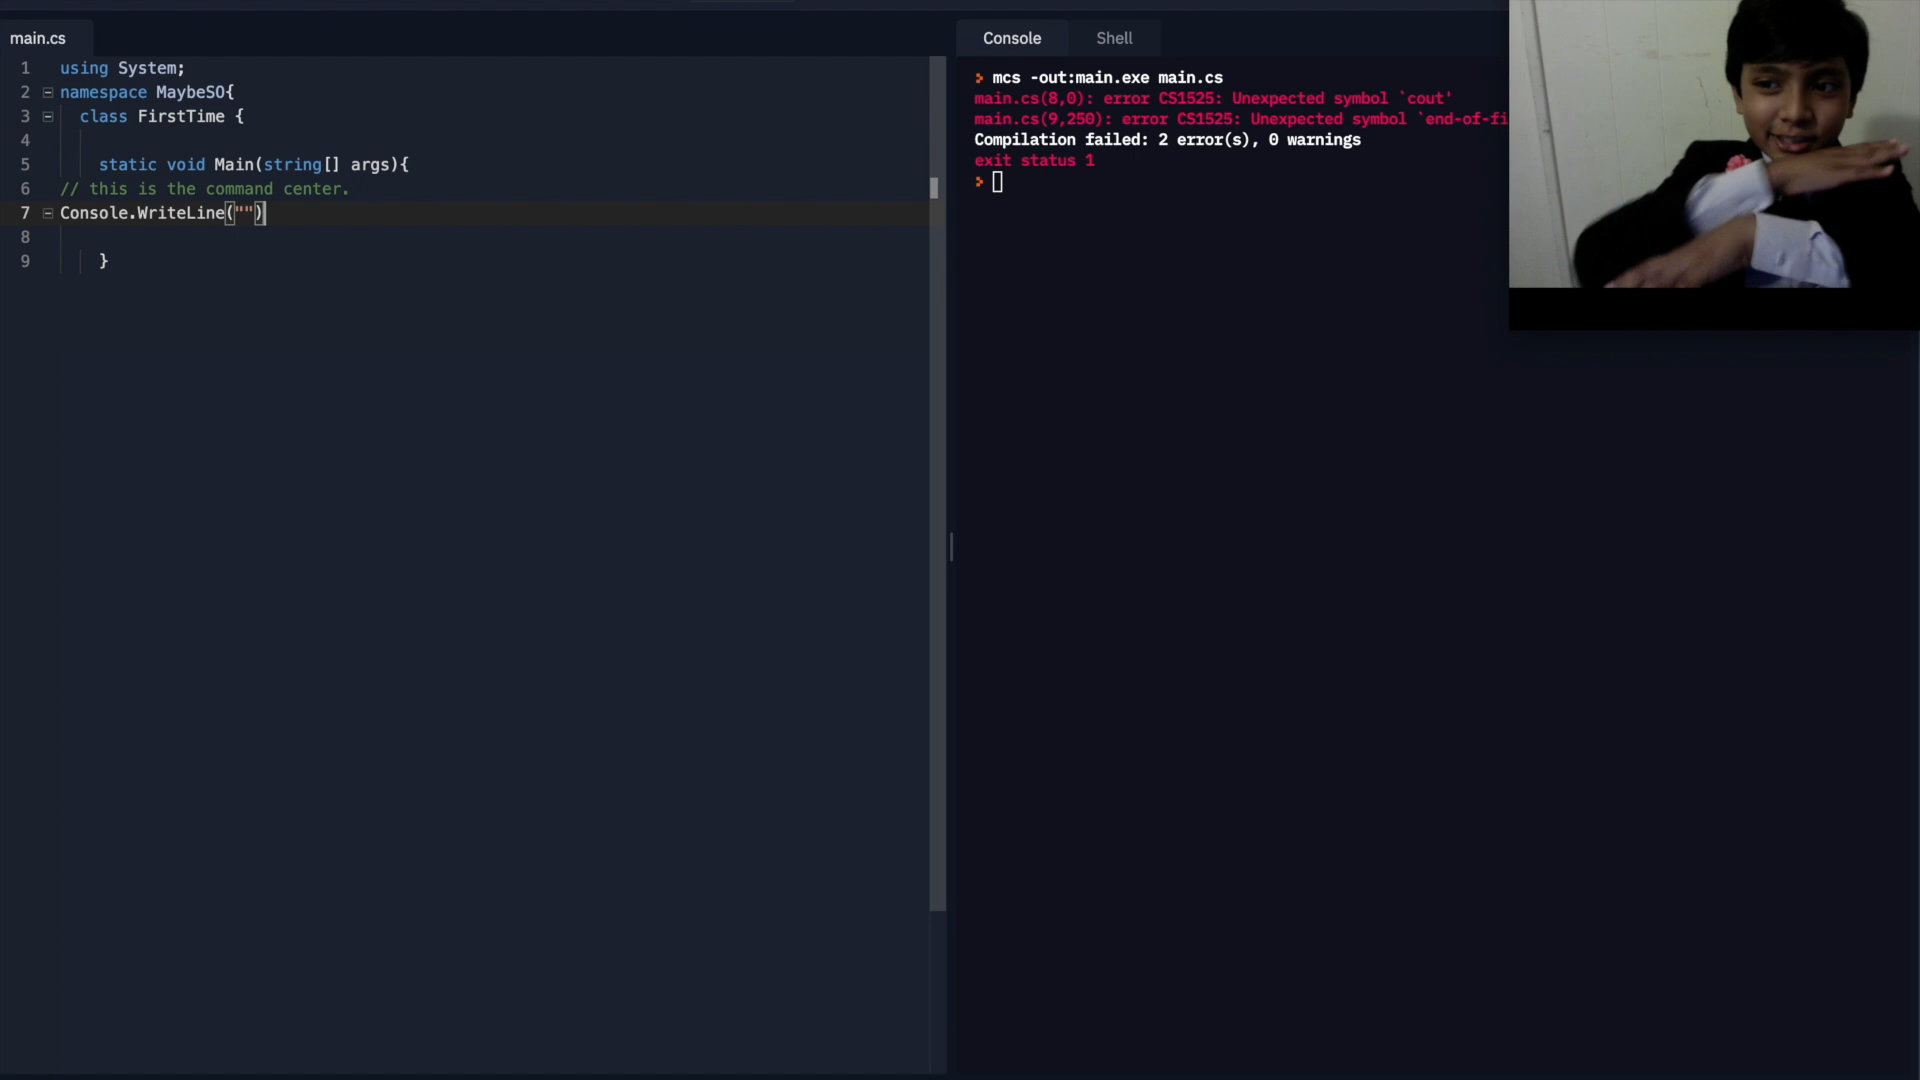 main.cs
1 using System;
2 namespace MaybeSO{
3 class FirstTime {
4
5 static void Main(string[] args){
6 // this is the command center.
7 Console.WriteLine("")
8
9 }
Console Shell
mcs -out:main.exe main.cs
main.cs(8,0): error CS1525: Unexpected symbol `cout'
main.cs(9,250): error CS1525: Unexpected symbol `end-of-fi
Compilation failed: 2 error(s), 0 warnings
exit status 1